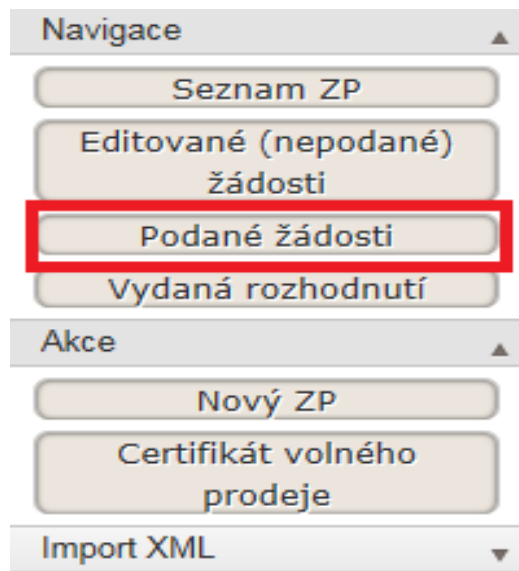 Navigace
Seznam ZP
Editované (nepodané)
žádosti
Podané žádosti
Vydaná rozhodnutí
Akce
Nový ZP
Certifikát volného
prodeje
Import XML